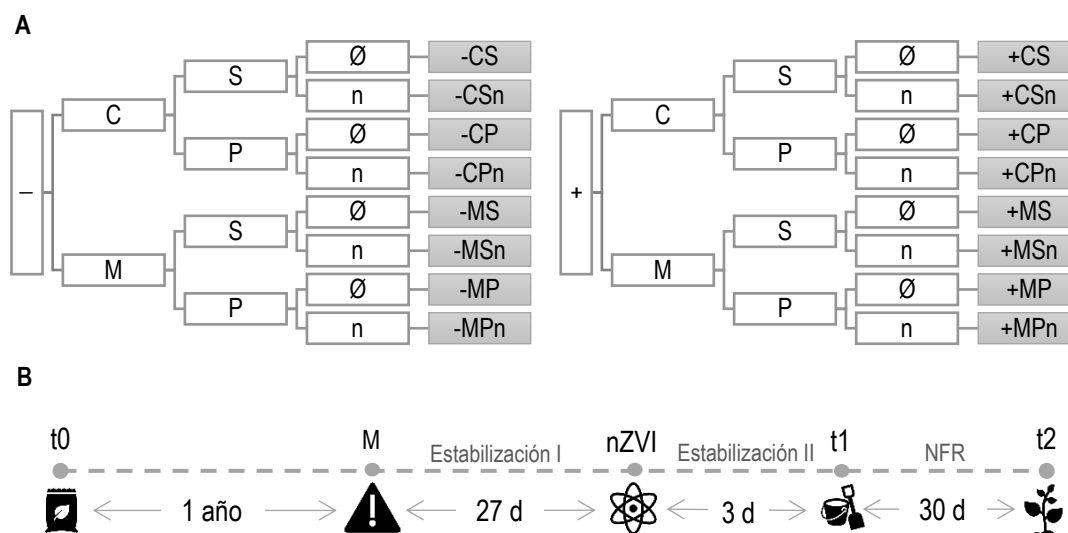 A
– C S Ø -CS
n -CSn
P Ø -CP
n -CPn
M S Ø -MS
n -MSn
P Ø -MP
n -MPn
+ C S Ø +CS
n +CSn
P Ø +CP
n +CPn
M S Ø +MS
n +MSn
P Ø +MP
n +MPn
B
t0 M Estabilización I nZVI Estabilización II t1 NFR t2
1 año 27 d 3 d 30 d